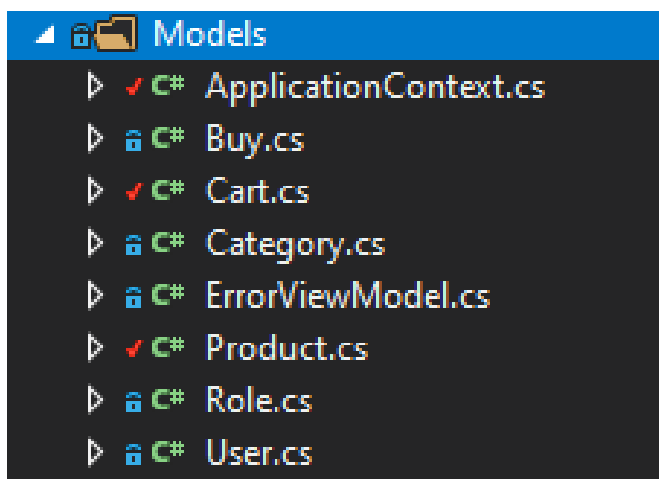 Models
C# ApplicationContext.cs
C# Buy.cs
C# Cart.cs
C# Category.cs
C# ErrorViewModel.cs
C# Product.cs
C# Role.cs
C# User.cs